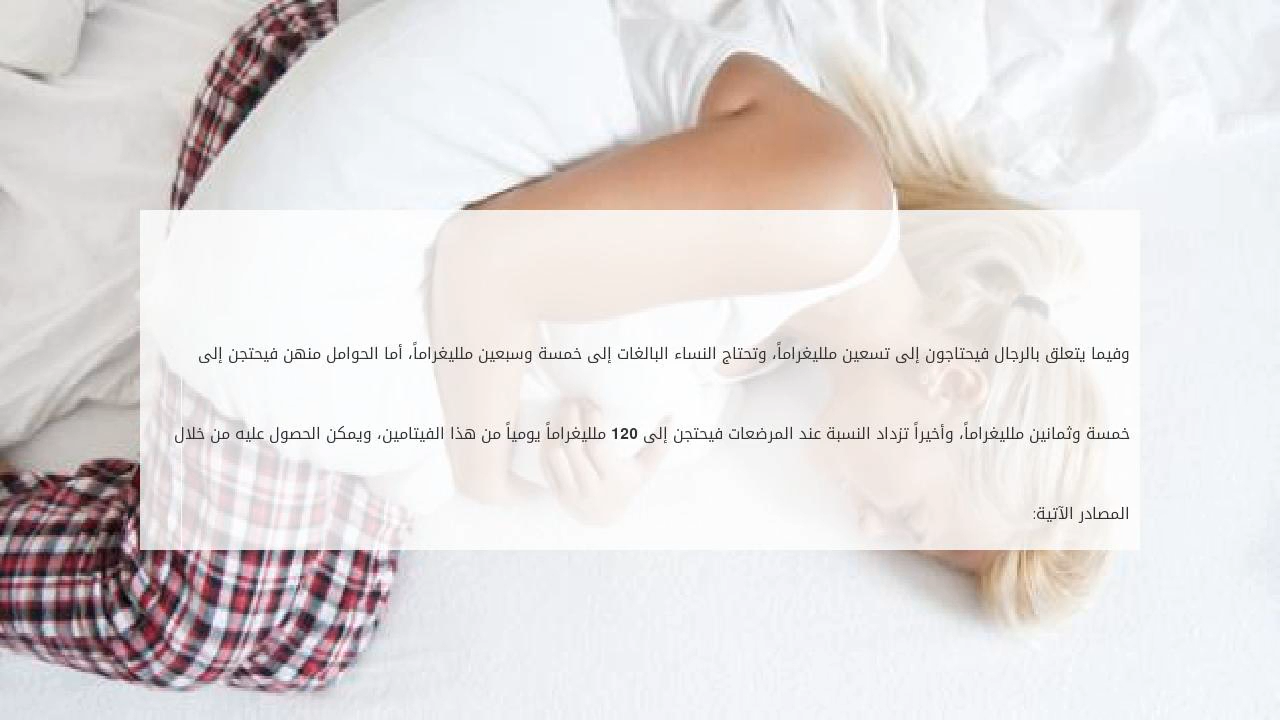 وفيما يتعلق بالرجال فيحتاجون إلى تسعين ملليغراماً، وتحتاج النساء البالغات إلى خمسة وسبعين ملليغراماً، أما الحوامل منهن فيحتجن إلى
خمسة وثمانين ملليغراماً، وأخيراً تزداد النسبة عند المرضعات فيحتجن إلى 120 ملليغراماً يومياً من هذا الفيتامين، ويمكن الحصول عليه من خلال
المصادر الآتية: